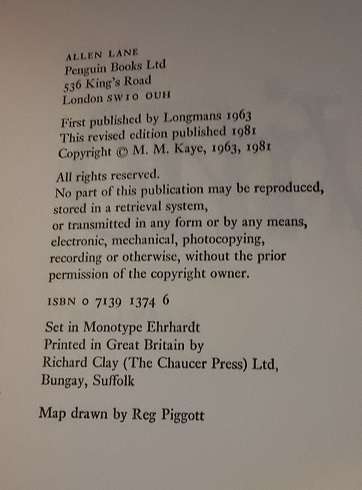 ALLEN LANE
Penguin Books Ltd
536 King's Road
London SW10 OUH
First published by Longmans 1963
This revised edition published 1981
Copyright © M. M. Kaye, 1963, 1981
All rights reserved.
No part of this publication may be reproduced,
stored in a retrieval system,
or transmitted in any form or by any means,
electronic, mechanical, photocopying,
recording or otherwise, without the prior
permission of the copyright owner.
ISBN 0 7139 1374 6
Set in Monotype Ehrhardt
Printed in Great Britain by
Richard Clay (The Chaucer Press) Ltd,
Bungay, Suffolk
Map drawn by Reg Piggott